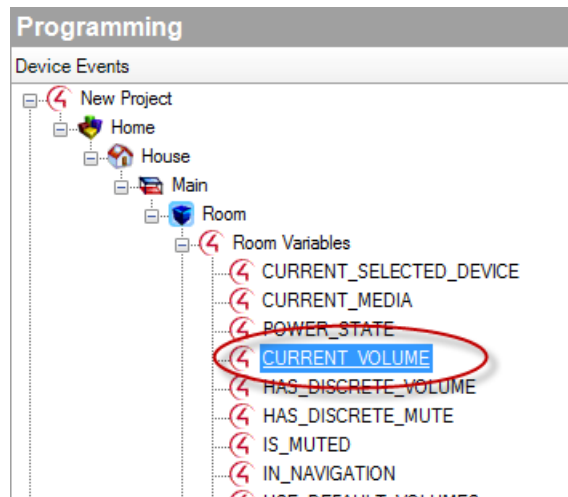 Programming
Device Events
New Project
Home
House
Main
Room
Room Variables
CURRENT_SELECTED_DEVICE
CURRENT_MEDIA
POWER_STATE
CURRENT_VOLUME
HAS_DISCRETE_VOLUME
HAS_DISCRETE_MUTE
IS_MUTED
IN_NAVIGATION
USE_DEFAULT_VOLUMES